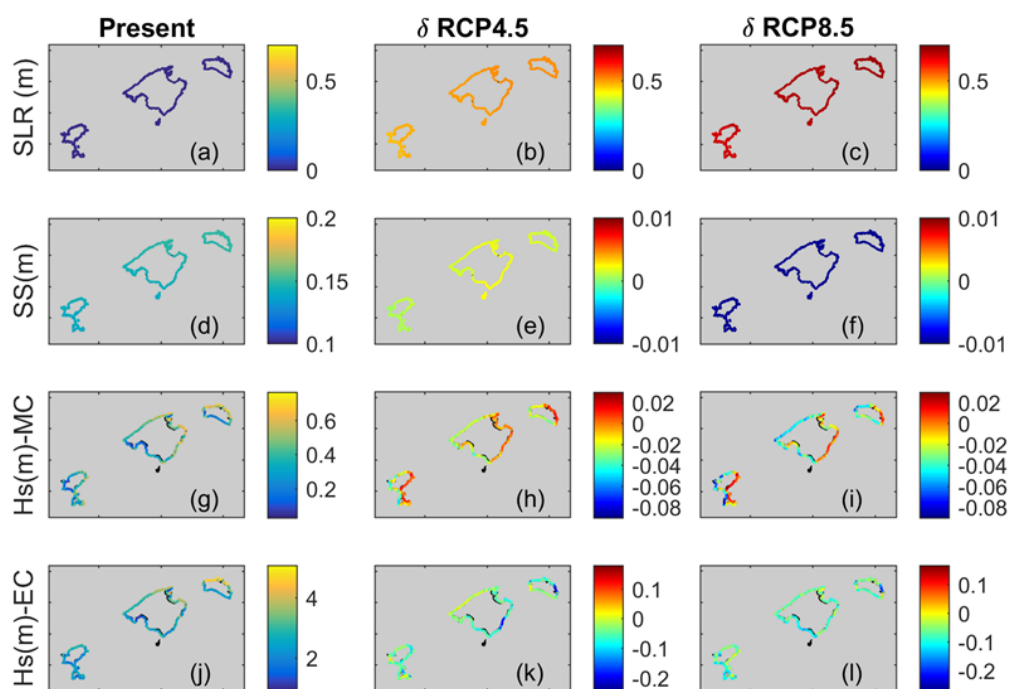 Present δ RCP4.5 δ RCP8.5
SLR (m)
0.5
0
(a)
0.5
0
(b)
0.5
0
(c)
SS(m)
0.2
0.15
0.1
(d)
0.01
0
-0.01
(e)
0.01
0
-0.01
(f)
Hs(m)-MC
0.6
0.4
0.2
(g)
0.02
0
-0.02
-0.04
-0.06
-0.08
(h)
0.02
0
-0.02
-0.04
-0.06
-0.08
(i)
Hs(m)-EC
4
2
(j)
0.1
0
-0.1
-0.2
(k)
0.1
0
-0.1
-0.2
(l)